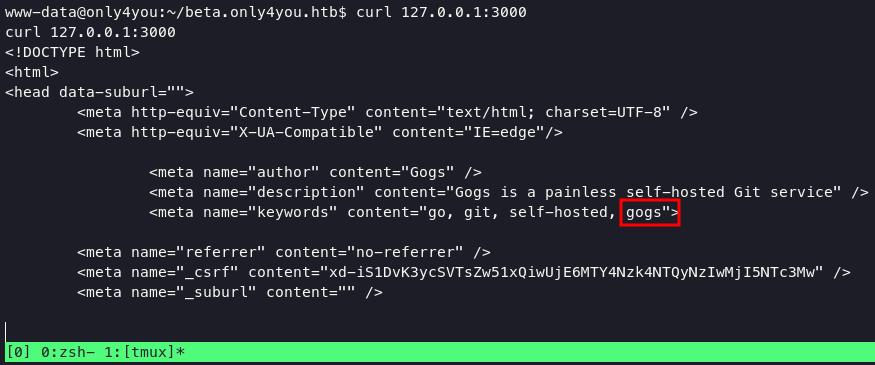 www-data@only4you:~/beta.only4you.htb$ curl 127.0.0.1:3000
curl 127.0.0.1:3000
<!DOCTYPE html>
<html>
<head data-suburl="">
        <meta http-equiv="Content-Type" content="text/html; charset=UTF-8" />
        <meta http-equiv="X-UA-Compatible" content="IE=edge"/>
                <meta name="author" content="Gogs" />
                <meta name="description" content="Gogs is a painless self-hosted Git service" />
                <meta name="keywords" content="go, git, self-hosted, gogs">
        <meta name="referrer" content="no-referrer" />
        <meta name="_csrf" content="xd-iS1DvK3ycSVTsZw51xQiwUjE6MTY4Nzk4NTQyNzIwMjI5NTc3Mw" />
        <meta name="_suburl" content="" />
[0] 0:zsh- 1:[tmux]*